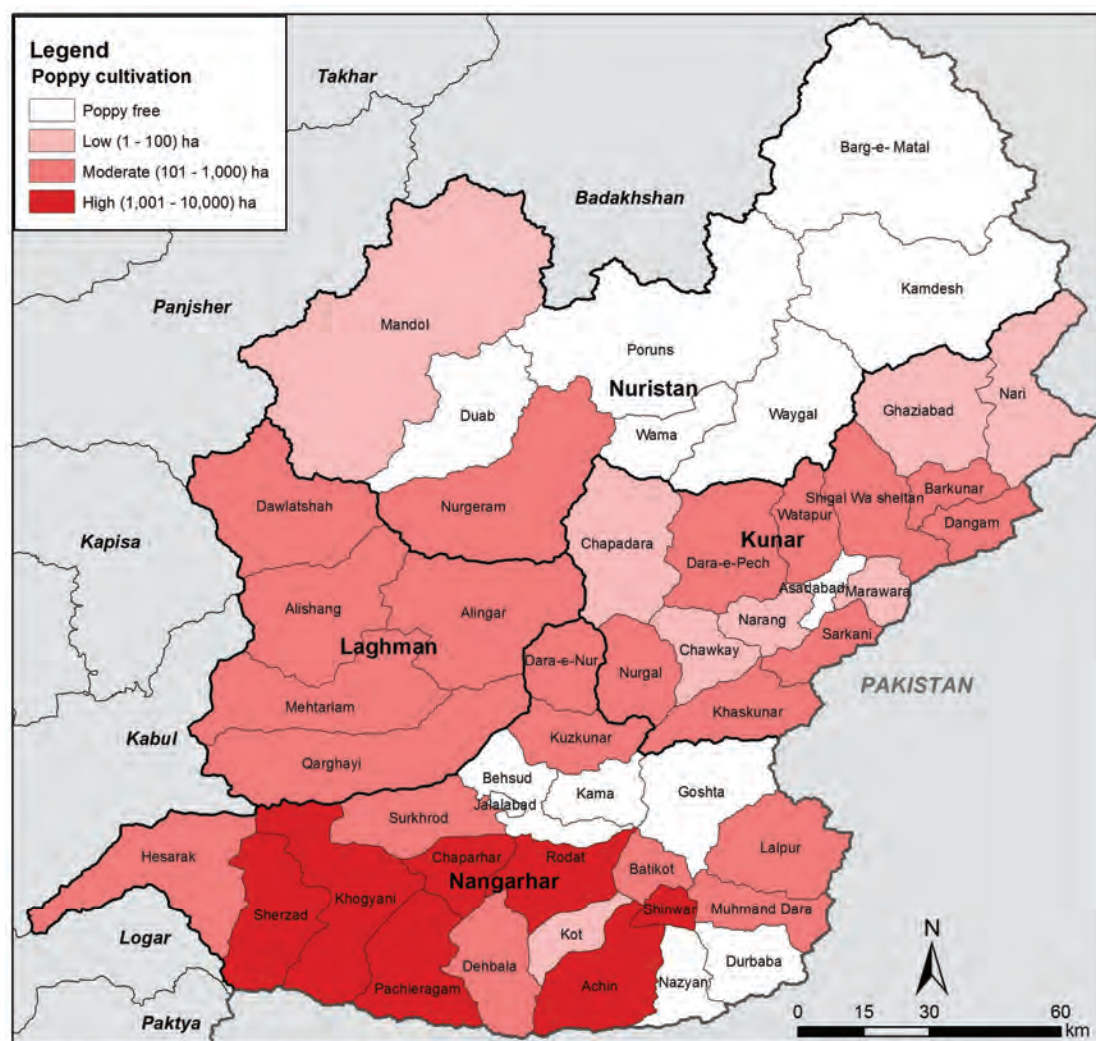 Legend
Poppy cultivation
Poppy free
Low (1 - 100) ha
Moderate (101 - 1,000) ha
High (1,001 - 10,000) ha
Takhar
Badakhshan
Panjsher
Kapisa
Kabul
Logar
Paktya
PAKISTAN
Barg-e- Matal
Kamdesh
Mandol
Poruns
Nuristan
Duab
Wama
Waygal
Ghaziabad
Nari
Nurgeram
Dawlatshah
Chapadara
Shigal Wa sheltan
Barkunar
Watapur
Dangam
Kunar
Dara-e-Pech
Asadabad
Marawara
Alishang
Alingar
Narang
Sarkani
Laghman
Chawkay
Dara-e-Nur
Nurgal
Mehtarlam
Khaskunar
Kuzkunar
Qarghayi
Behsud
Kama
Goshta
Jalalabad
Surkhrod
Hesarak
Lalpur
Chaparhar
Rodat
Batikot
Nangarhar
Khogyani
Sherzad
Shinwar
Muhmand Dara
Kot
Dehbala
Durbaba
Pachieragam
Achin
Nazyan
N
0 15 30 60
km